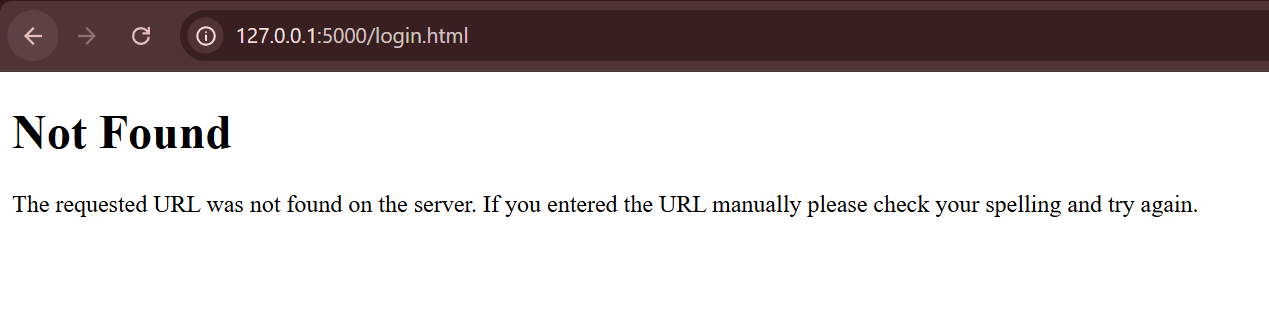 127.0.0.1:5000/login.html
Not Found
The requested URL was not found on the server. If you entered the URL manually please check your spelling and try again.